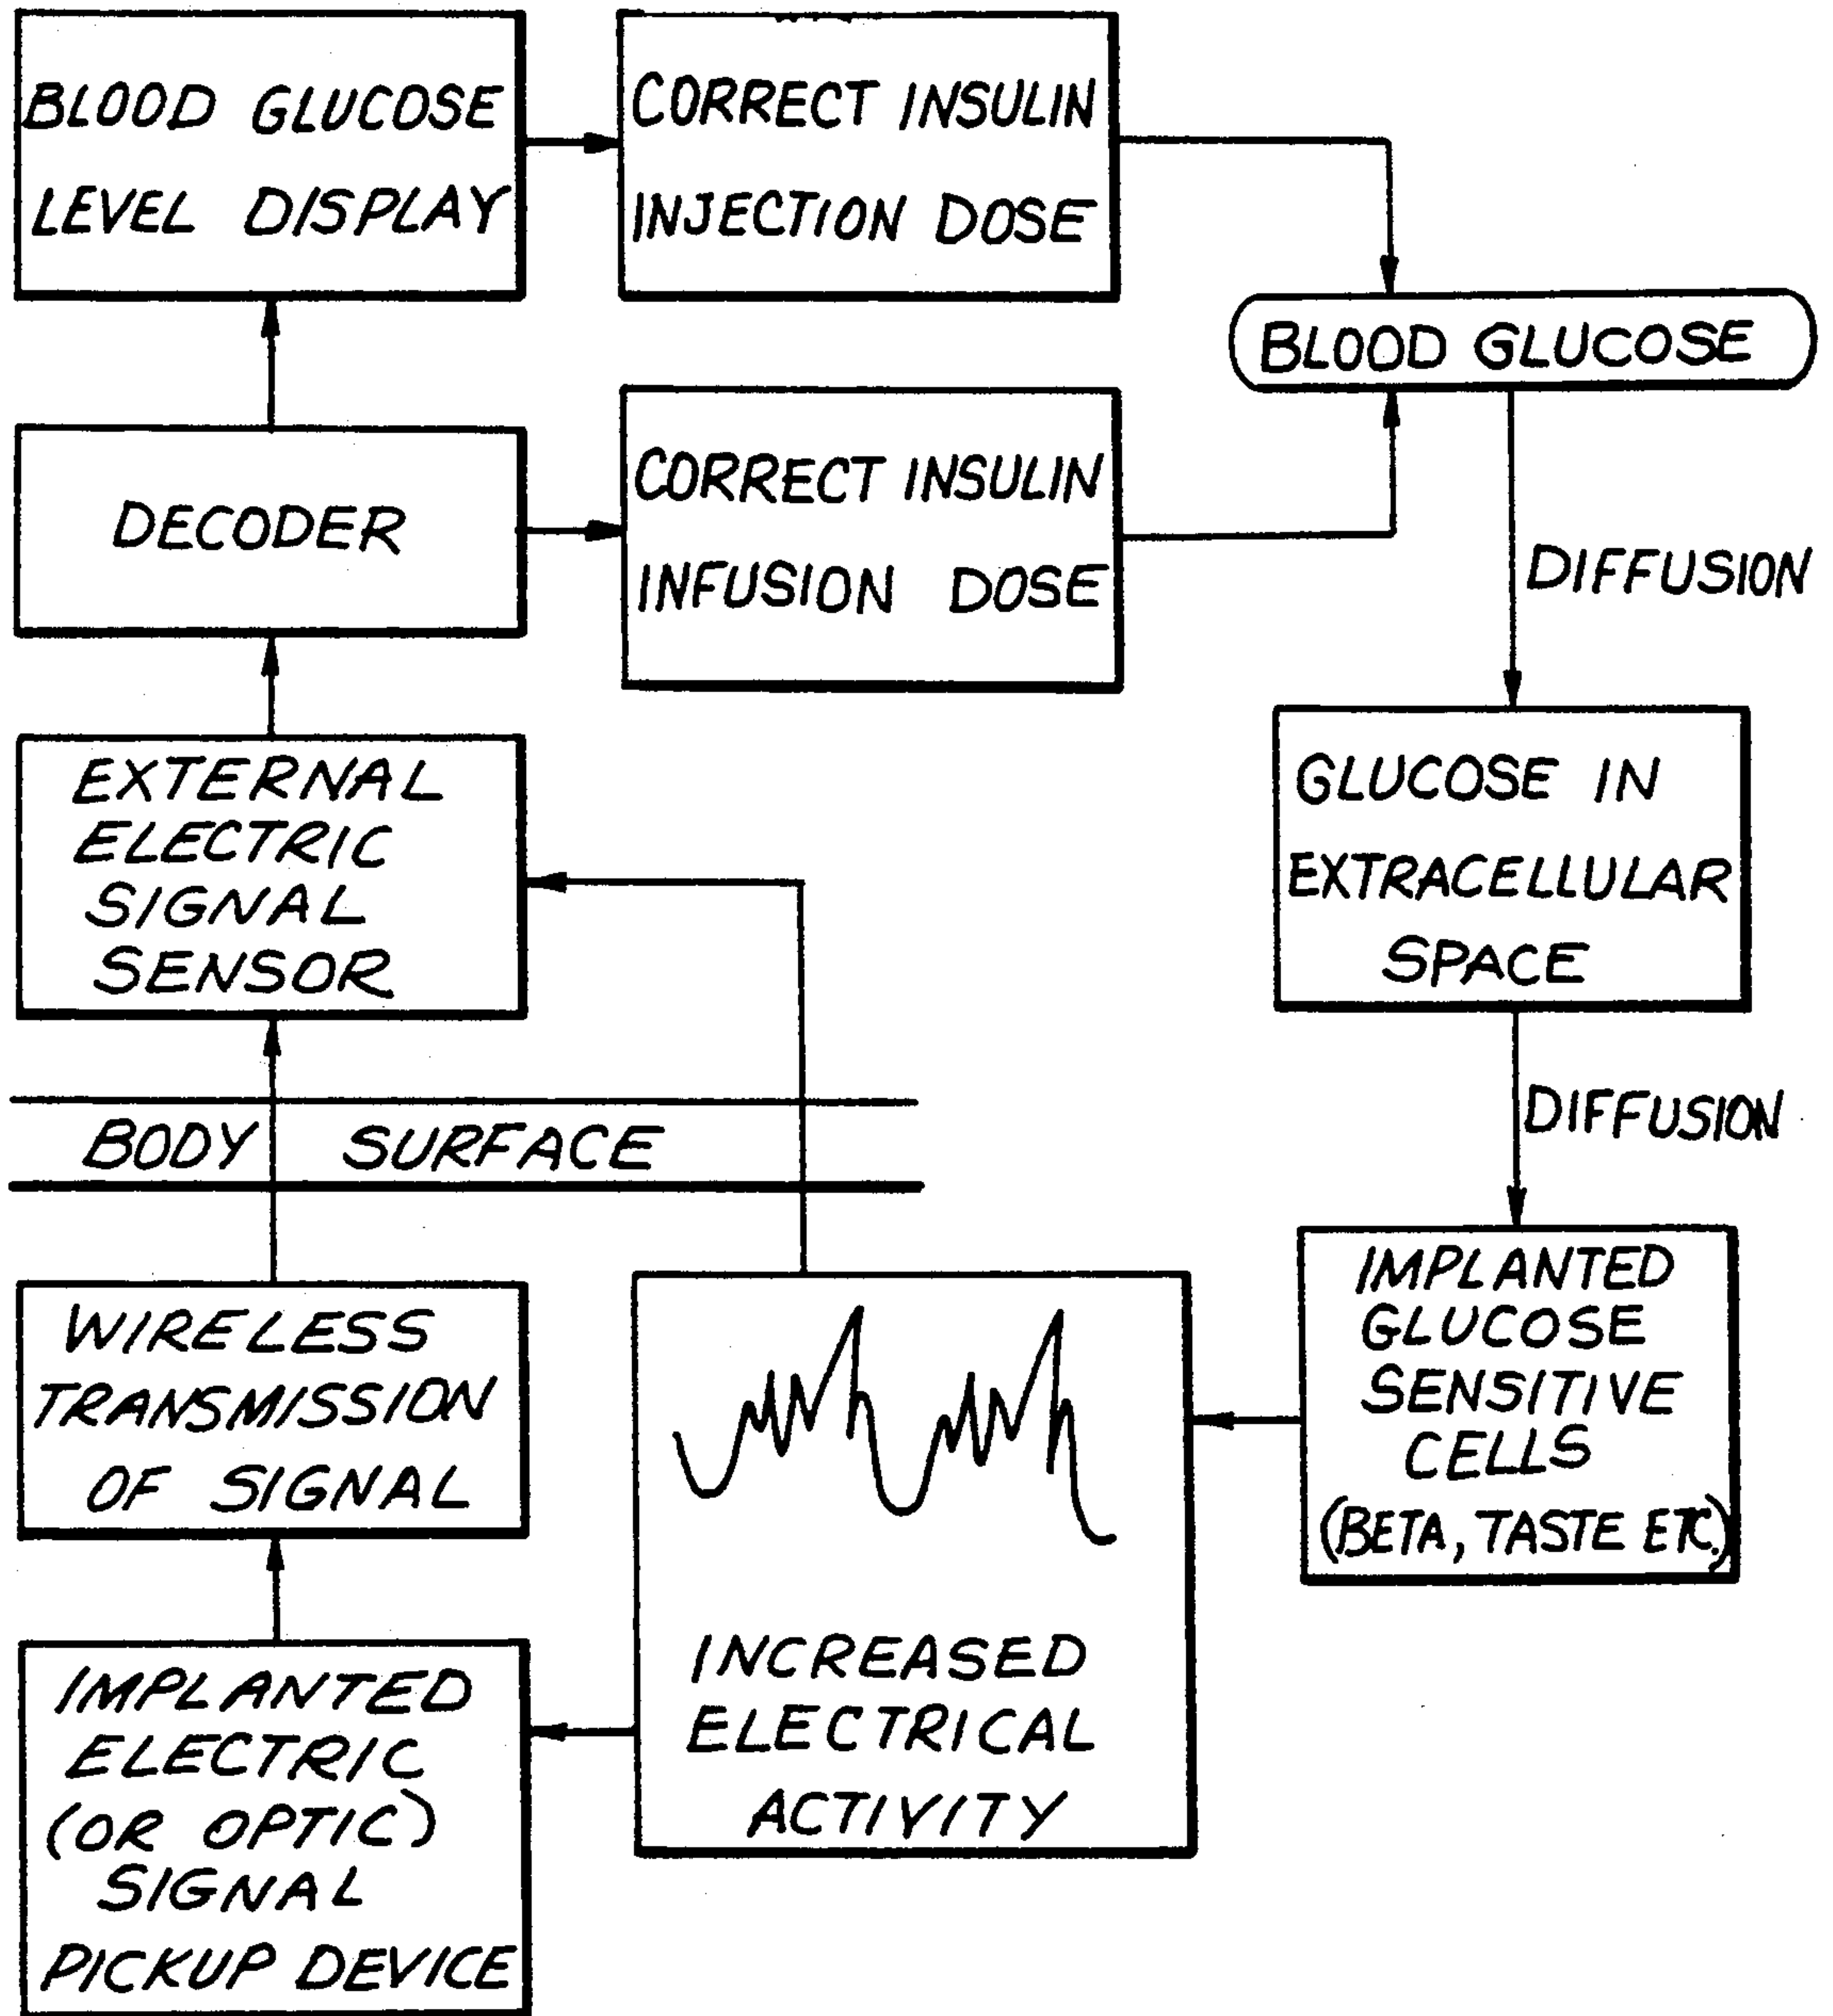 BLOOD GLUCOSE
LEVEL DISPLAY
CORRECT INSULIN
INJECTION DOSE
BLOOD GLUCOSE
DECODER
CORRECT INSULIN
INFUSION DOSE
DIFFUSION
EXTERNAL
ELECTRIC
SIGNAL
SENSOR
GLUCOSE IN
EXTRACELLULAR
SPACE
BODY SURFACE
DIFFUSION
WIRELESS
TRANSMISSION
OF SIGNAL
IMPLANTED
GLUCOSE
SENSITIVE
CELLS
(BETA, TASTE ETC.)
INCREASED
ELECTRICAL
ACTIVITY
IMPLANTED
ELECTRIC
(OR OPTIC)
SIGNAL
PICKUP DEVICE